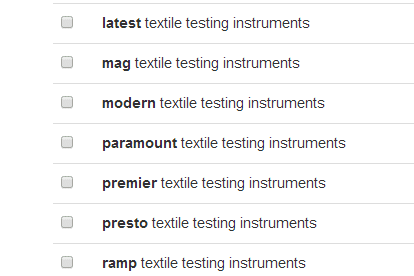 latest textile testing instruments
mag textile testing instruments
modern textile testing instruments
paramount textile testing instruments
premier textile testing instruments
presto textile testing instruments
ramp textile testing instruments